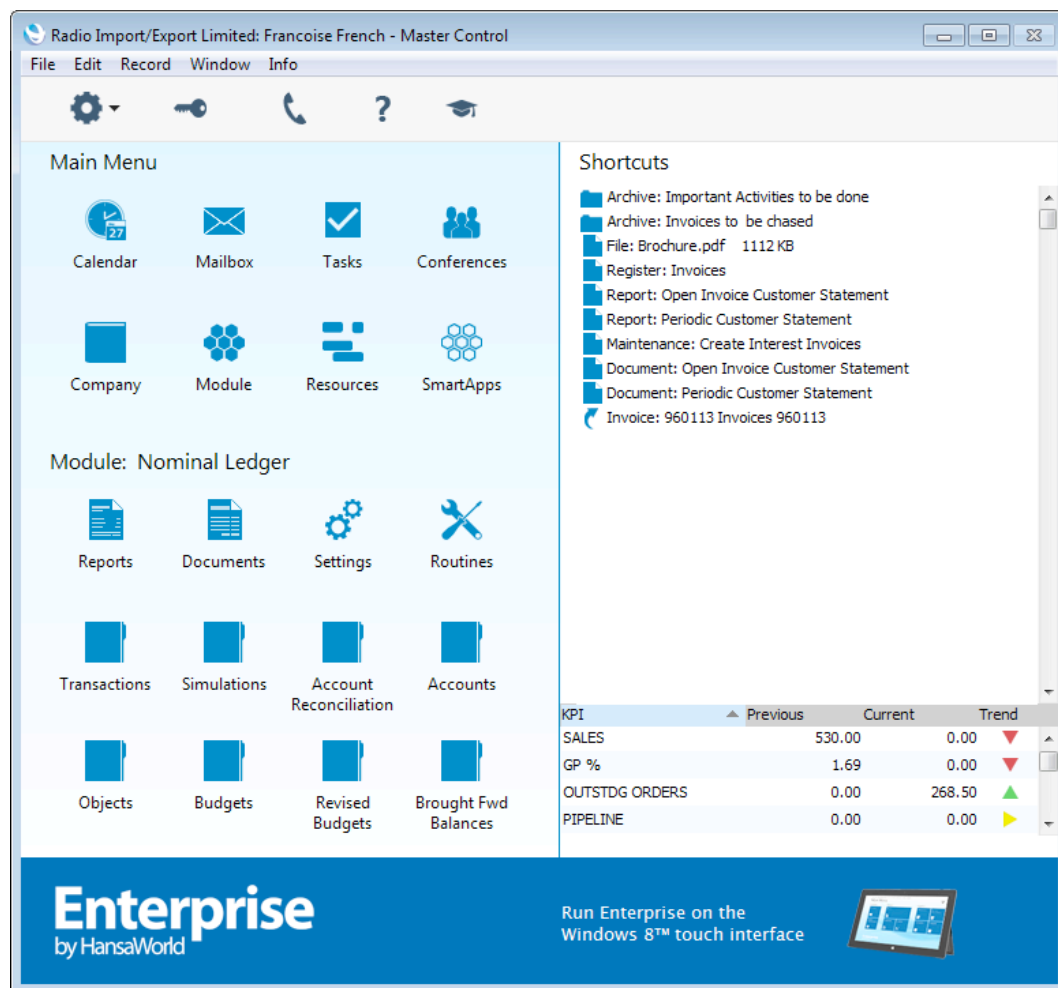 Radio Import/Export Limited: Francoise French - Master Control
File Edit Record Window Info
?
Main Menu
27
Calendar Mailbox Tasks Conferences
Company Module Resources SmartApps
Module: Nominal Ledger
Reports Documents Settings Routines
Transactions Simulations Account Reconciliation Accounts
Objects Budgets Revised Budgets Brought Fwd Balances
Shortcuts
Archive: Important Activities to be done
Archive: Invoices to be chased
File: Brochure.pdf 1112 KB
Register: Invoices
Report: Open Invoice Customer Statement
Report: Periodic Customer Statement
Maintenance: Create Interest Invoices
Document: Open Invoice Customer Statement
Document: Periodic Customer Statement
Invoice: 960113 Invoices 960113
KPI Previous Current Trend
SALES 530.00 0.00
GP % 1.69 0.00
OUTSTDG ORDERS 0.00 268.50
PIPELINE 0.00 0.00
Enterprise
by HansaWorld
Run Enterprise on the
Windows 8™ touch interface